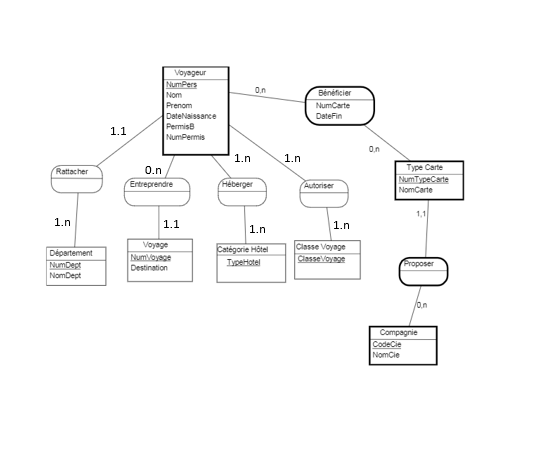 Voyageur
NumPers
Nom
Prenom
DateNaissance
PermisB
NumPermis
0,n
Bénéficier
NumCarte
DateFin
1.1
0.n
1.n
1.n
0,n
Rattacher
Entreprendre
Héberger
Autoriser
Type Carte
NumTypeCarte
NomCarte
1.n
1.1
1.n
1.n
1,1
Département
NumDept
NomDept
Voyage
NumVoyage
Destination
Catégorie Hôtel
TypeHotel
Classe Voyage
ClasseVoyage
Proposer
0,n
Compagnie
CodeCie
NomCie